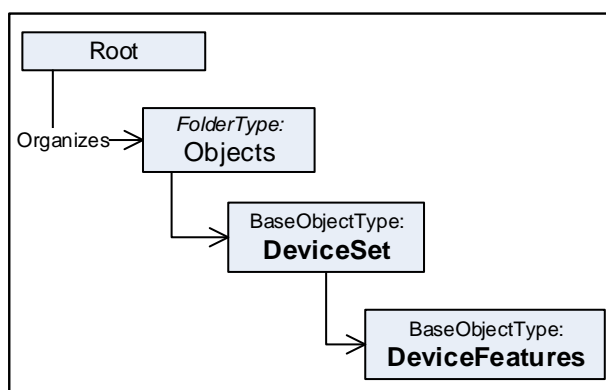 Root
Organizes
FolderType:
Objects
BaseObjectType:
DeviceSet
BaseObjectType:
DeviceFeatures